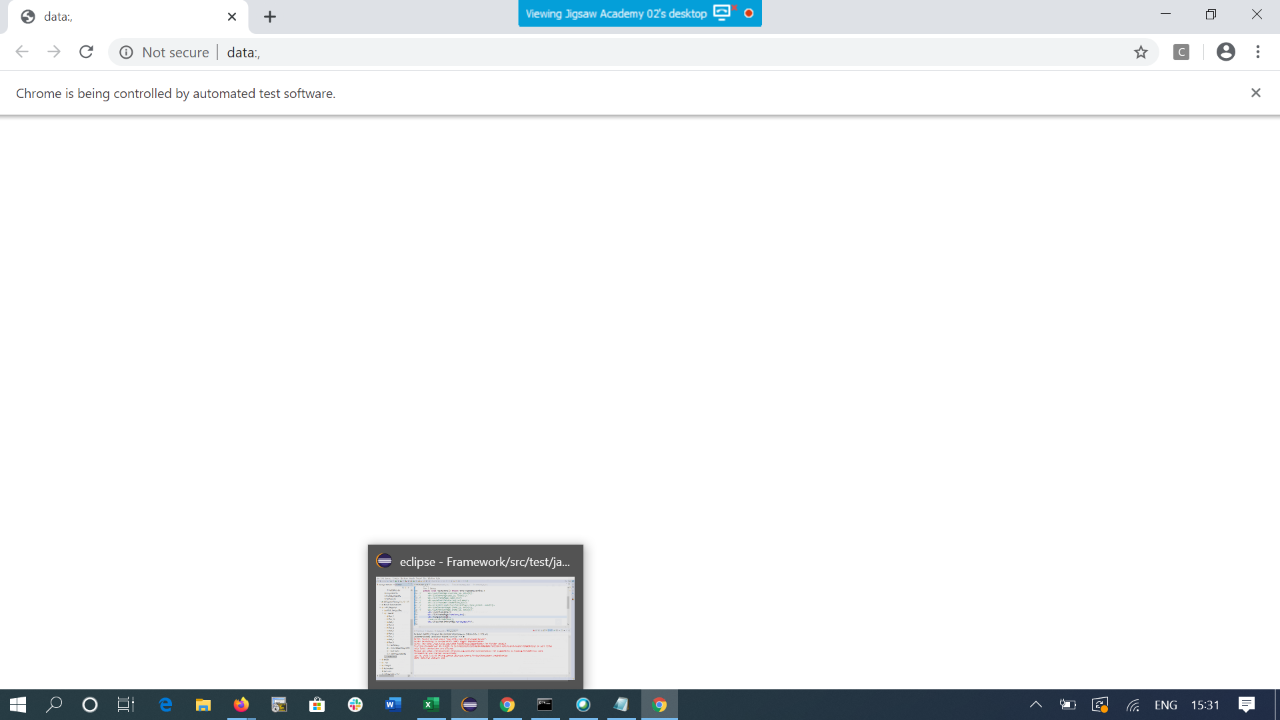 data:,
Viewing Jigsaw Academy 02's desktop
Not secure
data:,
C
Chrome is being controlled by automated test software.
eclipse - Framework/src/test/ja...
ENG
15:31